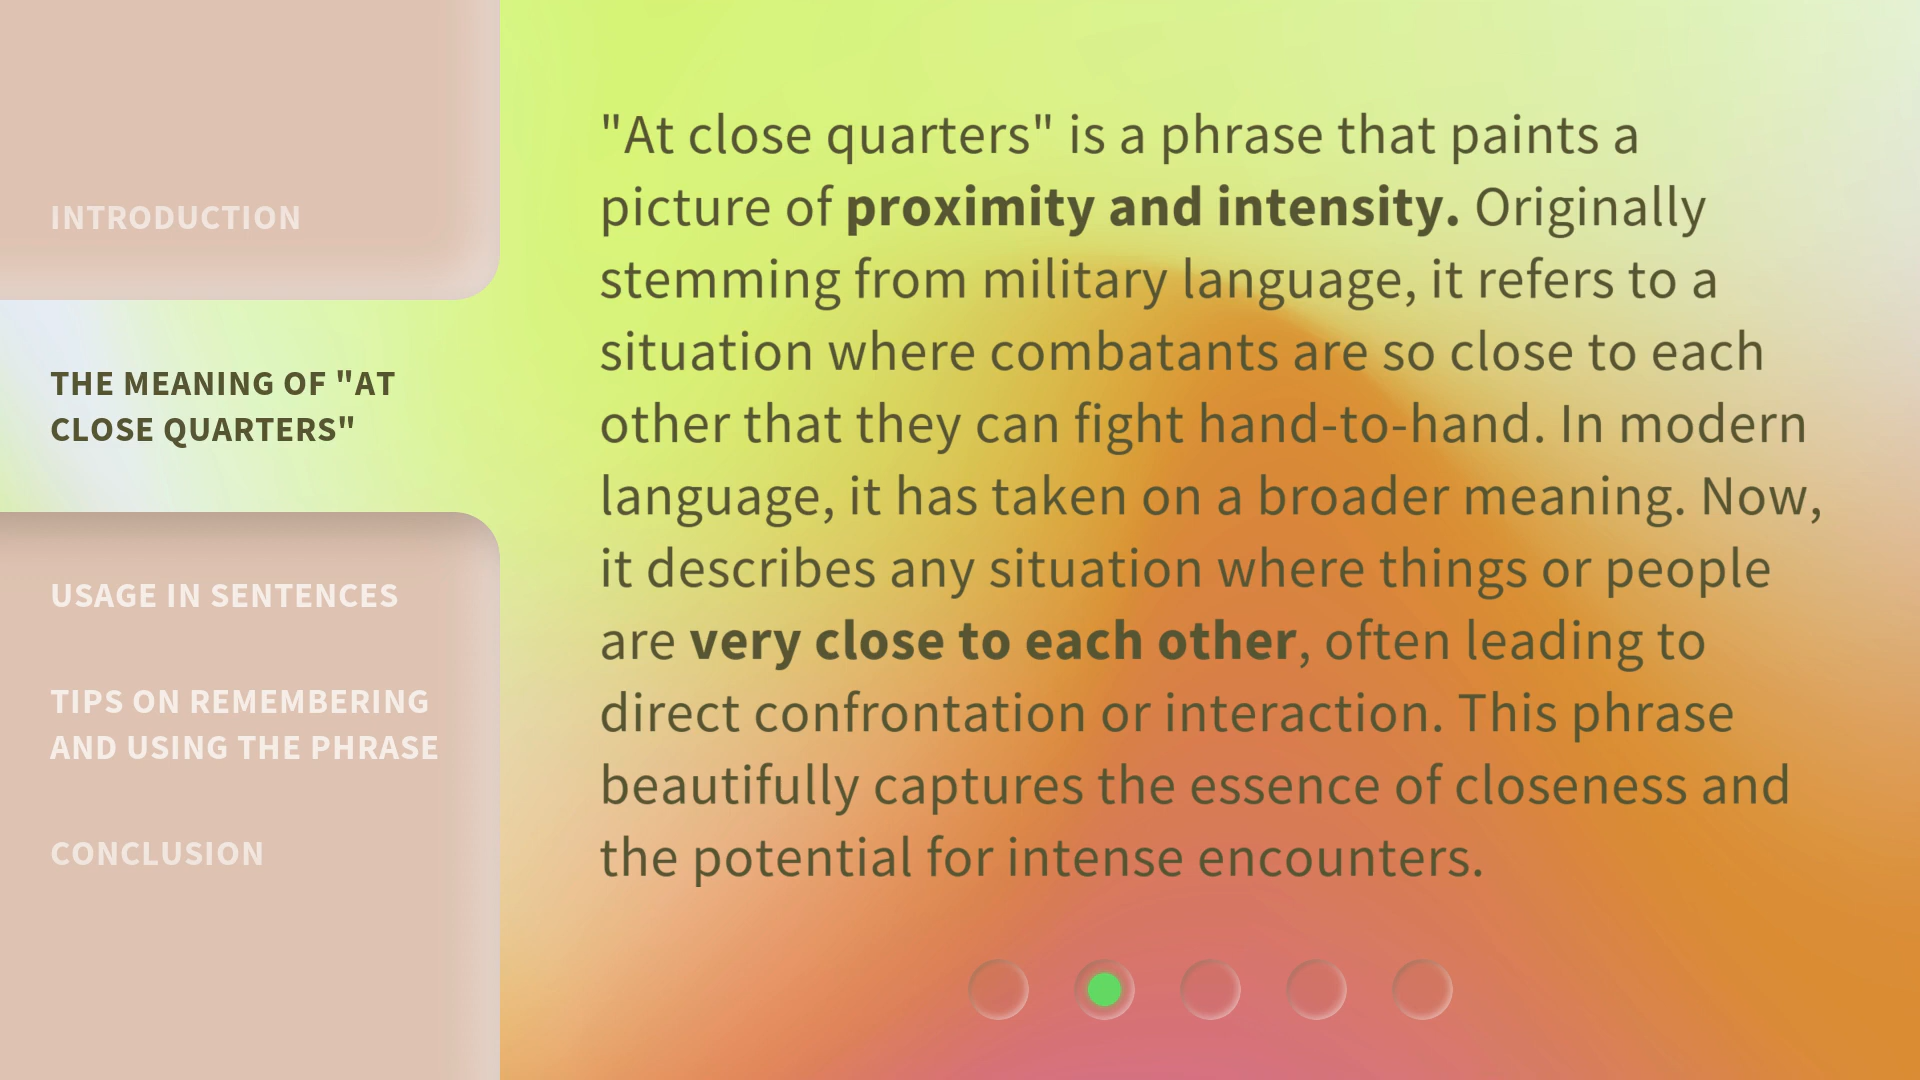 INTRODUCTION
THE MEANING OF "AT
CLOSE QUARTERS"
USAGE IN SENTENCES
TIPS ON REMEMBERING
AND USING THE PHRASE
CONCLUSION
"At close quarters" is a phrase that paints a
picture of proximity and intensity. Originally
stemming from military language, it refers to a
situation where combatants are so close to each
other that they can fight hand-to-hand. In modern
language, it has taken on a broader meaning. Now,
it describes any situation where things or people
are very close to each other, often leading to
direct confrontation or interaction. This phrase
beautifully captures the essence of closeness and
the potential for intense encounters.